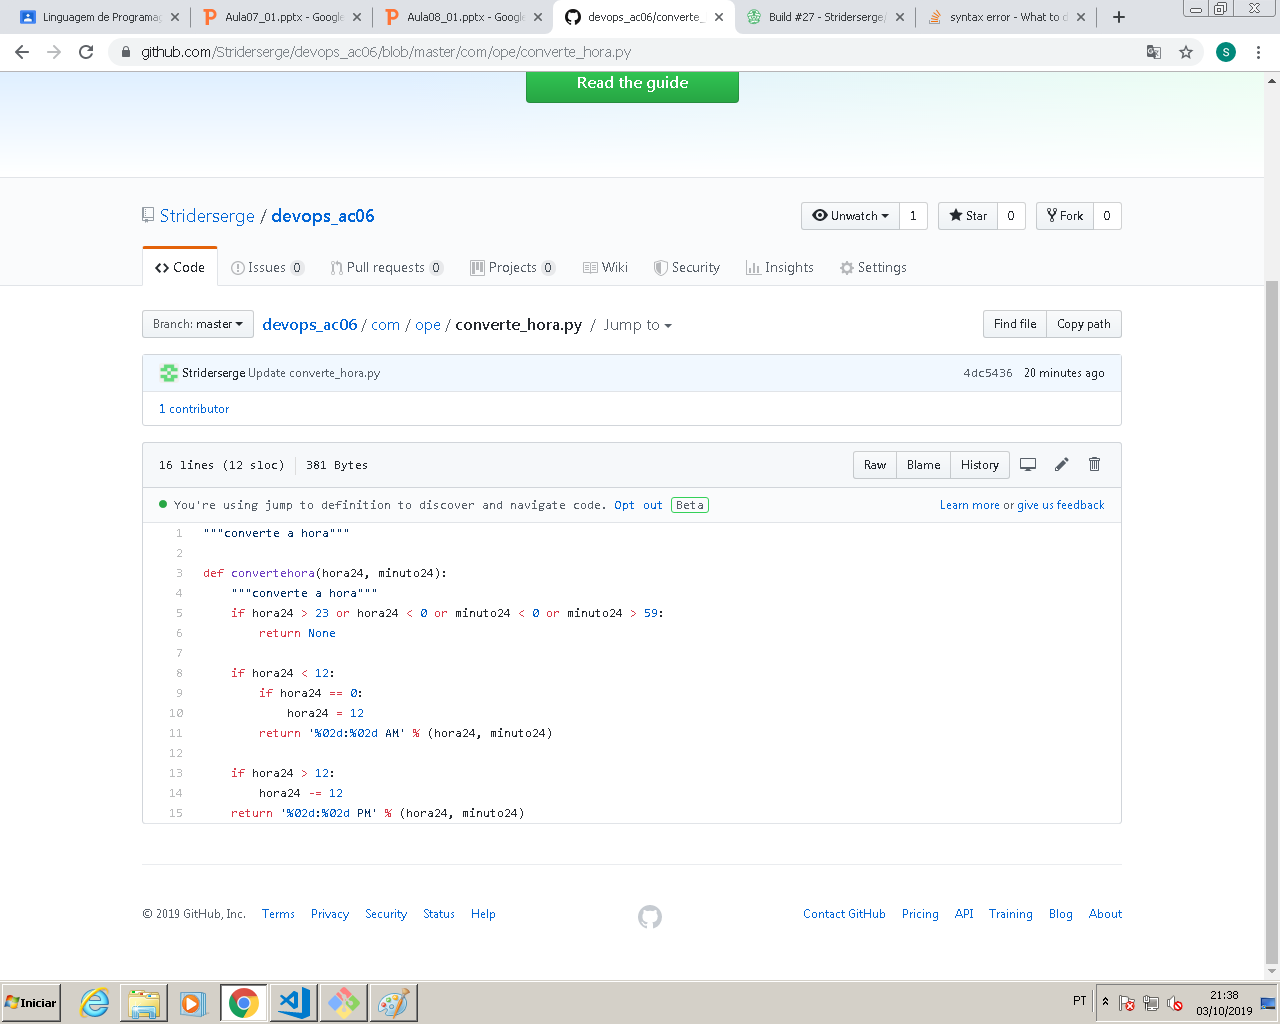 Linguagem de Programaç
Aula07_01.pptx - Google
Aula08_01.pptx - Google
devops_ac06/converte_
Build #27 - Striderserge/
syntax error - What to d
github.com/Striderserge/devops_ac06/blob/master/com/ope/converte_hora.py
S
Read the guide
Striderserge / devops_ac06
Unwatch 1 Star 0 Fork 0
Code Issues 0 Pull requests 0 Projects 0 Wiki Security Insights Settings
Branch: master devops_ac06 / com / ope / converte_hora.py / Jump to Find file Copy path
Striderserge Update converte_hora.py 4dc5436 20 minutes ago
1 contributor
16 lines (12 sloc) 381 Bytes Raw Blame History
You're using jump to definition to discover and navigate code. Opt out Beta Learn more or give us feedback
1 """converte a hora"""
2
3 def convertehora(hora24, minuto24):
4 """converte a hora"""
5 if hora24 > 23 or hora24 < 0 or minuto24 < 0 or minuto24 > 59:
6 return None
7
8 if hora24 < 12:
9 if hora24 == 0:
10 hora24 = 12
11 return '%02d:%02d AM' % (hora24, minuto24)
12
13 if hora24 > 12:
14 hora24 -= 12
15 return '%02d:%02d PM' % (hora24, minuto24)
© 2019 GitHub, Inc. Terms Privacy Security Status Help Contact GitHub Pricing API Training Blog About
Iniciar PT 21:38
03/10/2019